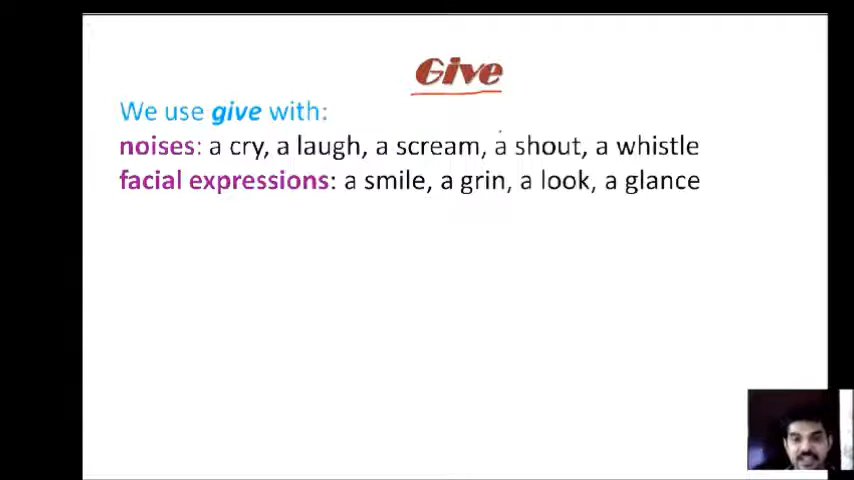 Give
We use give with:
noises: a cry, a laugh, a scream, a shout, a whistle
facial expressions: a smile, a grin, a look, a glance